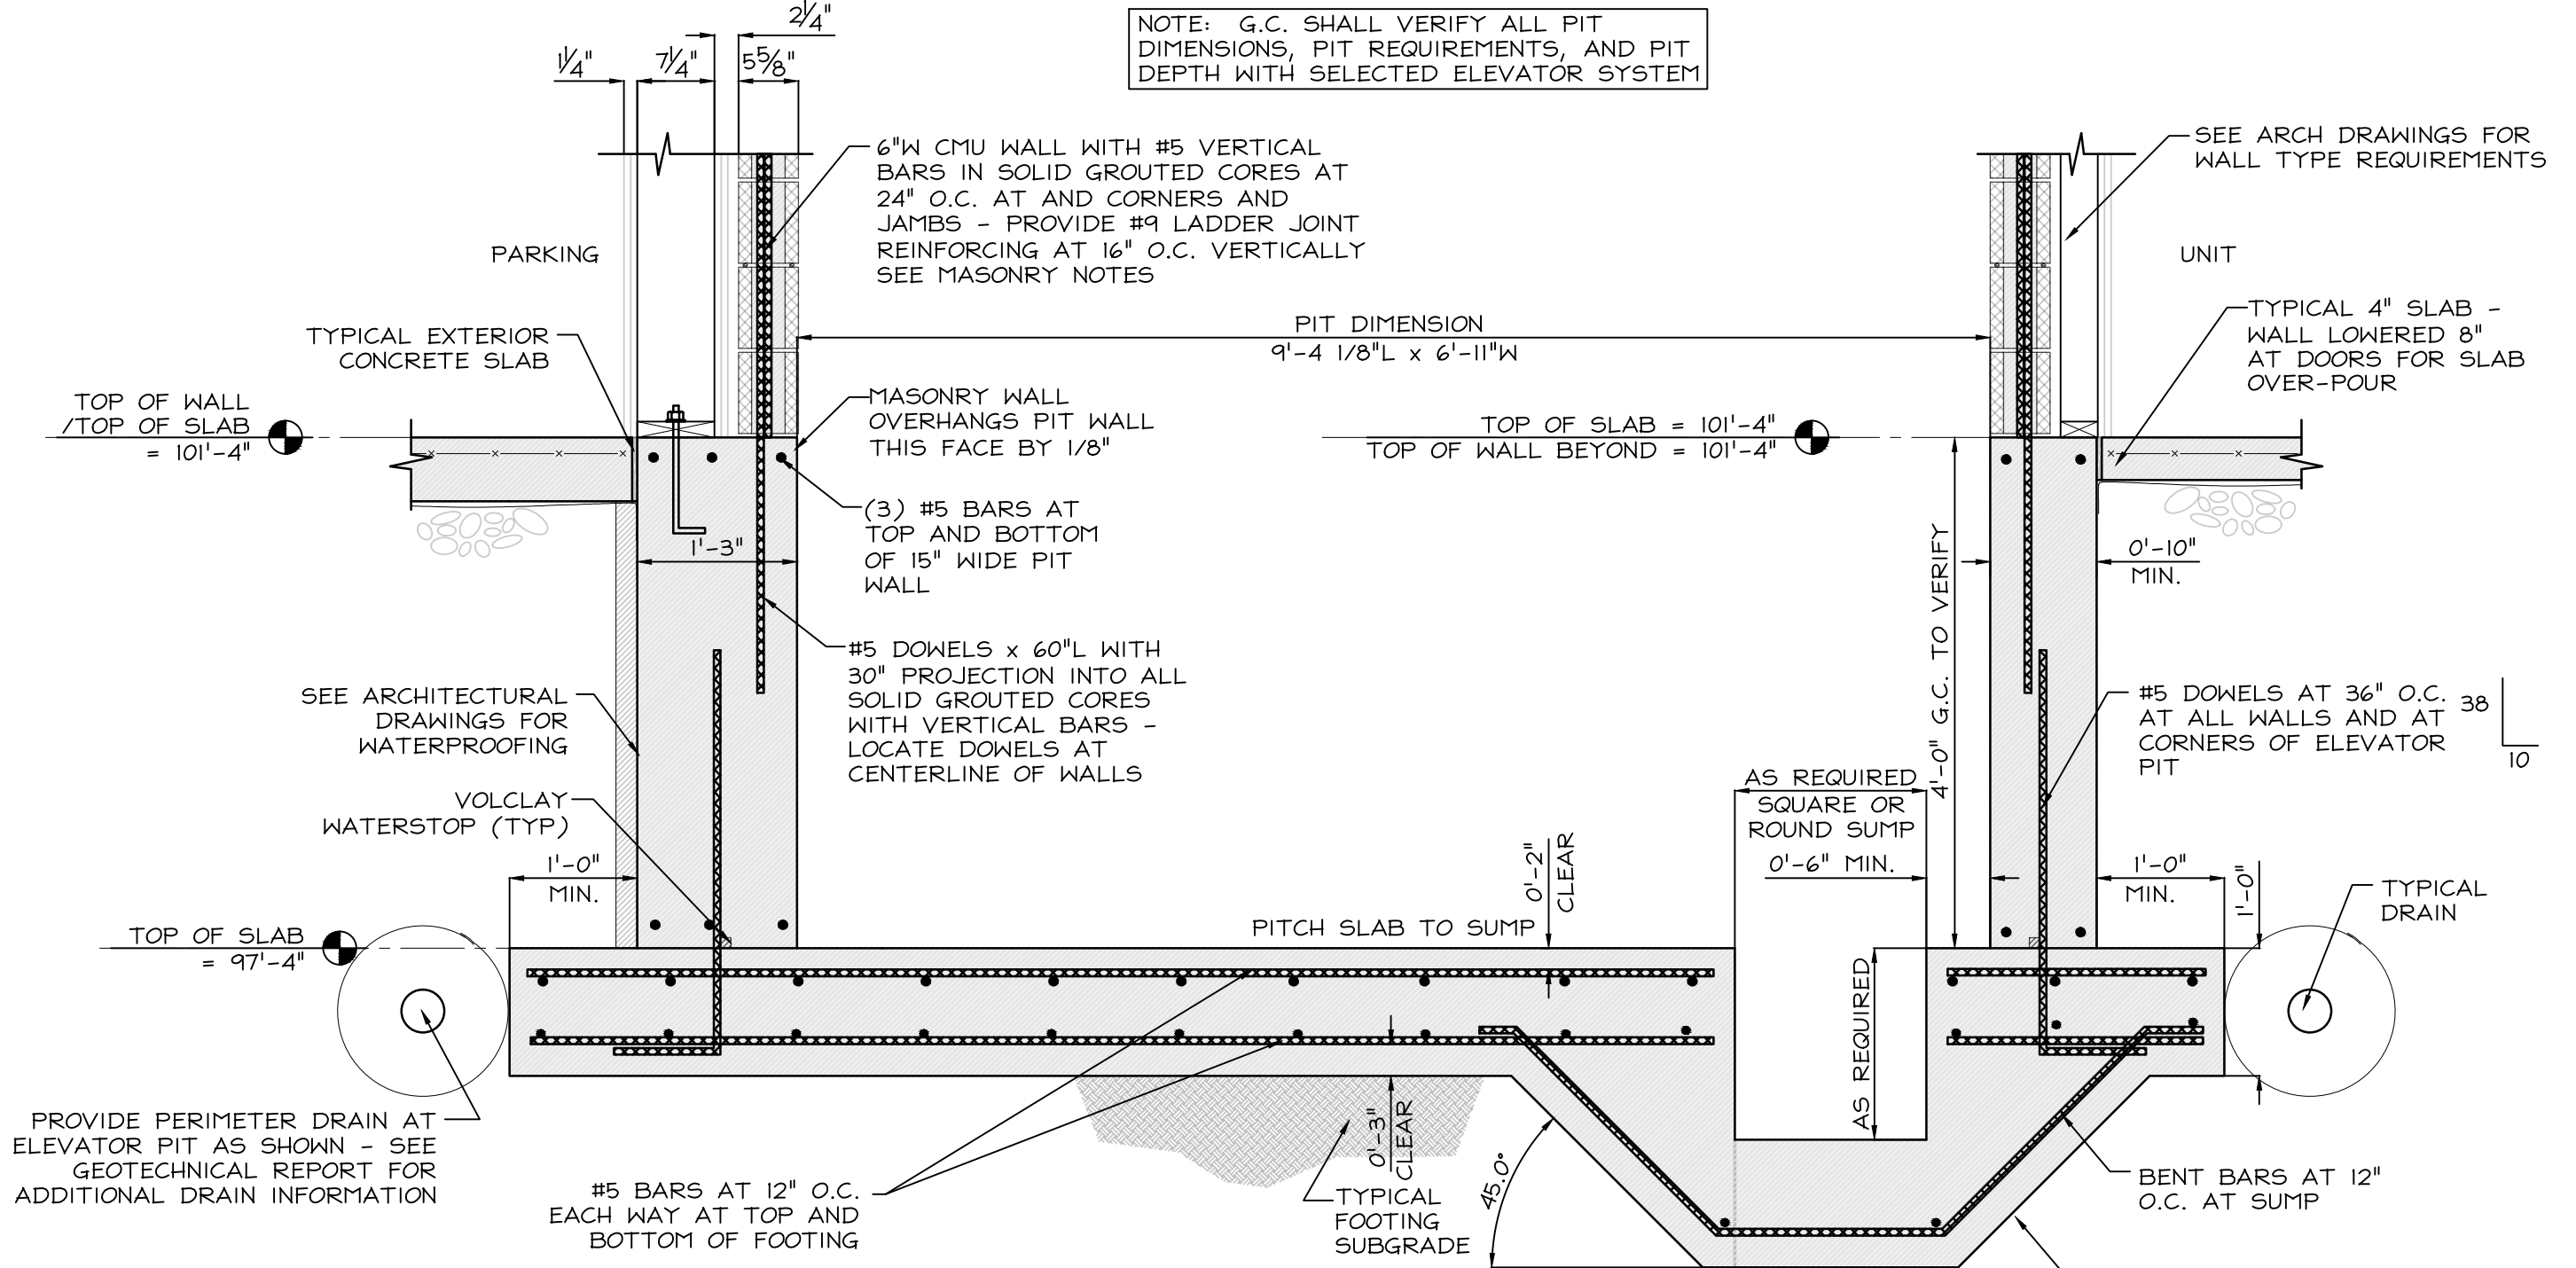 2¼"
1¼"
7¼"
5⅝"
NOTE: G.C. SHALL VERIFY ALL PIT
DIMENSIONS, PIT REQUIREMENTS, AND PIT
DEPTH WITH SELECTED ELEVATOR SYSTEM
6"W CMU WALL WITH #5 VERTICAL
BARS IN SOLID GROUTED CORES AT
24" O.C. AT AND CORNERS AND
JAMBS - PROVIDE #9 LADDER JOINT
REINFORCING AT 16" O.C. VERTICALLY
SEE MASONRY NOTES
SEE ARCH DRAWINGS FOR
WALL TYPE REQUIREMENTS
PARKING
UNIT
TYPICAL EXTERIOR
CONCRETE SLAB
PIT DIMENSION
9'-4 1/8"L x 6'-11"W
TYPICAL 4" SLAB -
WALL LOWERED 8"
AT DOORS FOR SLAB
OVER-POUR
TOP OF WALL
/TOP OF SLAB
= 101'-4"
MASONRY WALL
OVERHANGS PIT WALL
THIS FACE BY 1/8"
TOP OF SLAB = 101'-4"
TOP OF WALL BEYOND = 101'-4"
(3) #5 BARS AT
TOP AND BOTTOM
OF 15" WIDE PIT
WALL
1'-3"
0'-10"
MIN.
4'-0" G.C. TO VERIFY
#5 DOWELS x 60"L WITH
30" PROJECTION INTO ALL
SOLID GROUTED CORES
WITH VERTICAL BARS -
LOCATE DOWELS AT
CENTERLINE OF WALLS
SEE ARCHITECTURAL
DRAWINGS FOR
WATERPROOFING
#5 DOWELS AT 36" O.C.
AT ALL WALLS AND AT
CORNERS OF ELEVATOR
PIT
38
10
VOLCLAY
WATERSTOP (TYP)
AS REQUIRED
SQUARE OR
ROUND SUMP
0'-6" MIN.
1'-0"
MIN.
0'-2"
CLEAR
1'-0"
MIN.
1'-0"
TYPICAL
DRAIN
TOP OF SLAB
= 97'-4"
PITCH SLAB TO SUMP
AS REQUIRED
PROVIDE PERIMETER DRAIN AT
ELEVATOR PIT AS SHOWN - SEE
GEOTECHNICAL REPORT FOR
ADDITIONAL DRAIN INFORMATION
#5 BARS AT 12" O.C.
EACH WAY AT TOP AND
BOTTOM OF FOOTING
0'-3"
CLEAR
TYPICAL
FOOTING
SUBGRADE
45.0°
BENT BARS AT 12"
O.C. AT SUMP